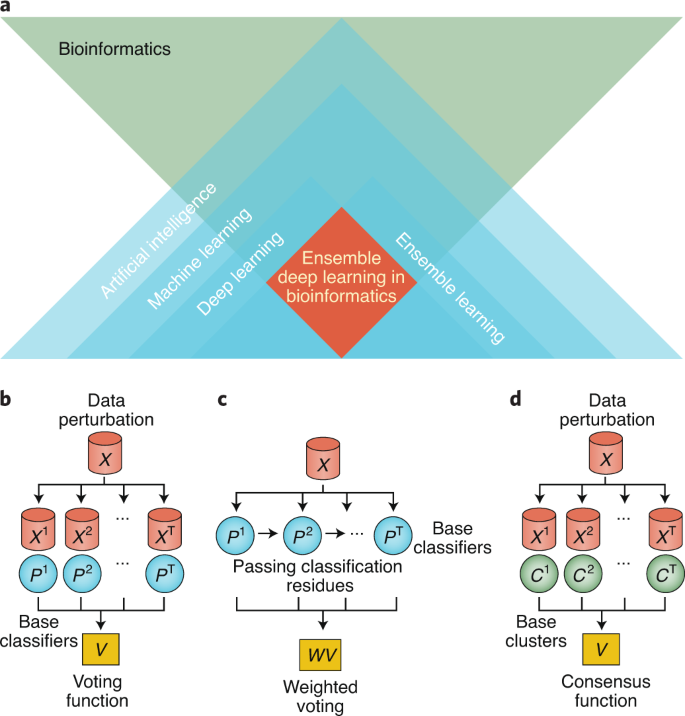 a
Bioinformatics
Artificial intelligence
Machine learning
Deep learning
Ensemble learning
Ensemble
deep learning in
bioinformatics
b
Data
perturbation
X
X¹ X² ... Xᵀ
P¹ P² ... Pᵀ
Base
classifiers
V
Voting
function
c
X
P¹ P² ... Pᵀ
Base
classifiers
Passing classification
residues
WV
Weighted
voting
d
Data
perturbation
X
X¹ X² ... Xᵀ
C¹ C² ... Cᵀ
Base
clusters
V
Consensus
function